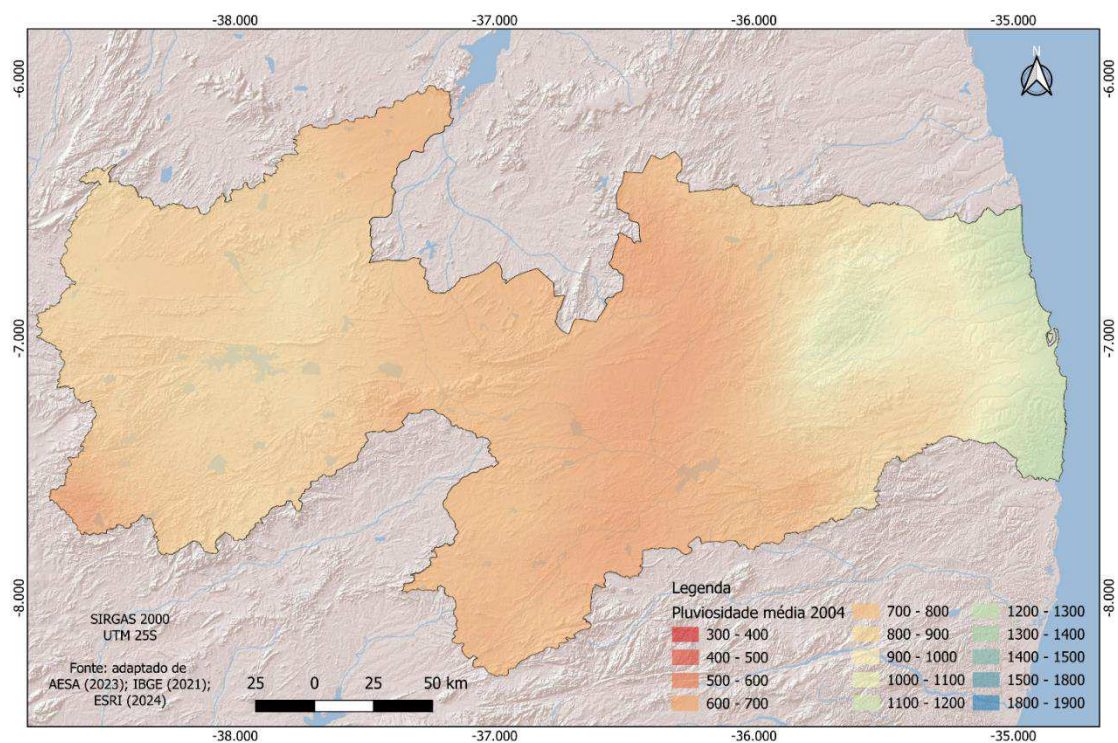 -38.000 -37.000 -36.000 -35.000
-6.000 -6.000
N
-7.000 -7.000
-8.000 -8.000
Legenda
Pluviosidade média 2004
300 - 400
400 - 500
500 - 600
600 - 700
700 - 800
800 - 900
900 - 1000
1000 - 1100
1100 - 1200
1200 - 1300
1300 - 1400
1400 - 1500
1500 - 1800
1800 - 1900
SIRGAS 2000
UTM 25S
Fonte: adaptado de
AESA (2023); IBGE (2021);
ESRI (2024)
25 0 25 50 km
-38.000 -37.000 -36.000 -35.000